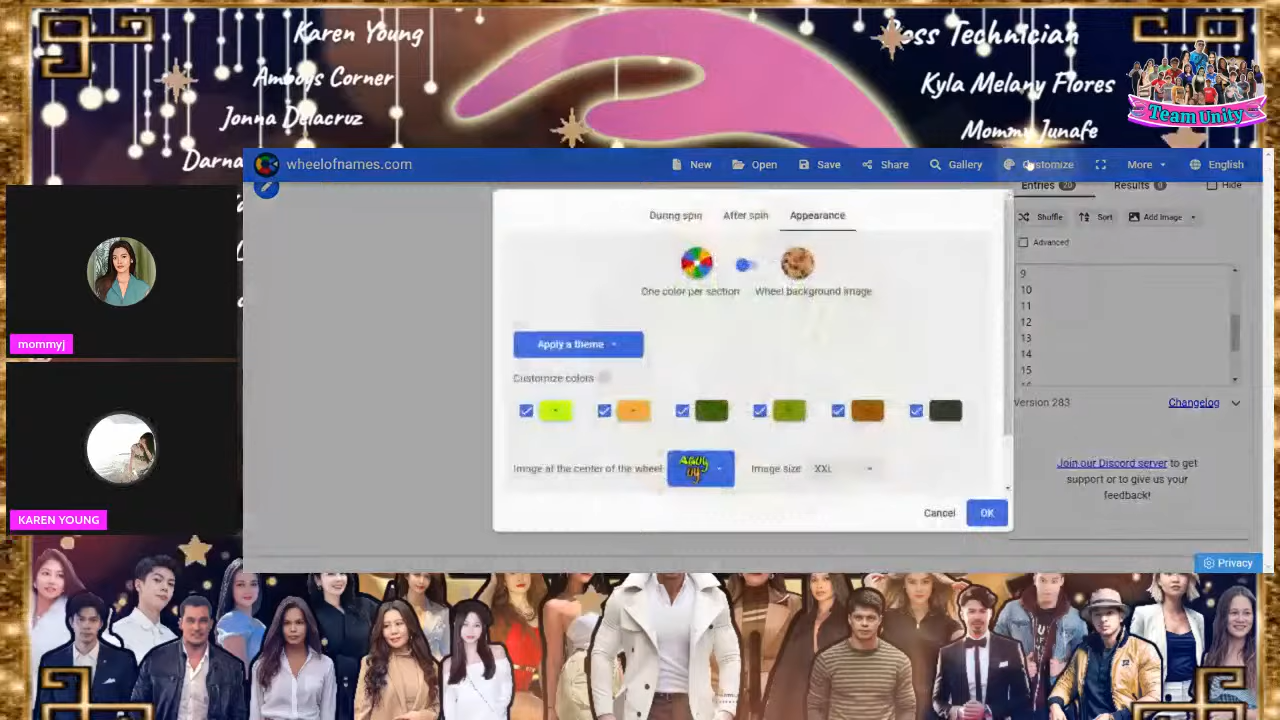 Karen Young
Amboys Corner
Jonna Delacruz
Darna
Boss Technician
Kyla Melany Flores
Mommy Junafe
Team Unity
wheelofnames.com
New
Open
Save
Share
Gallery
Customize
More
English
During spin
After spin
Appearance
Entries 20
Results 0
Hide
Shuffle
Sort
Add image
Advanced
One color per section
Wheel background image
9
10
11
12
13
14
15
Apply a theme
Customize colors
Version 283
Changelog
Image at the center of the wheel
Image size
XXL
Join our Discord server to get
support or to give us your
feedback!
Cancel
OK
Privacy
mommyj
KAREN YOUNG